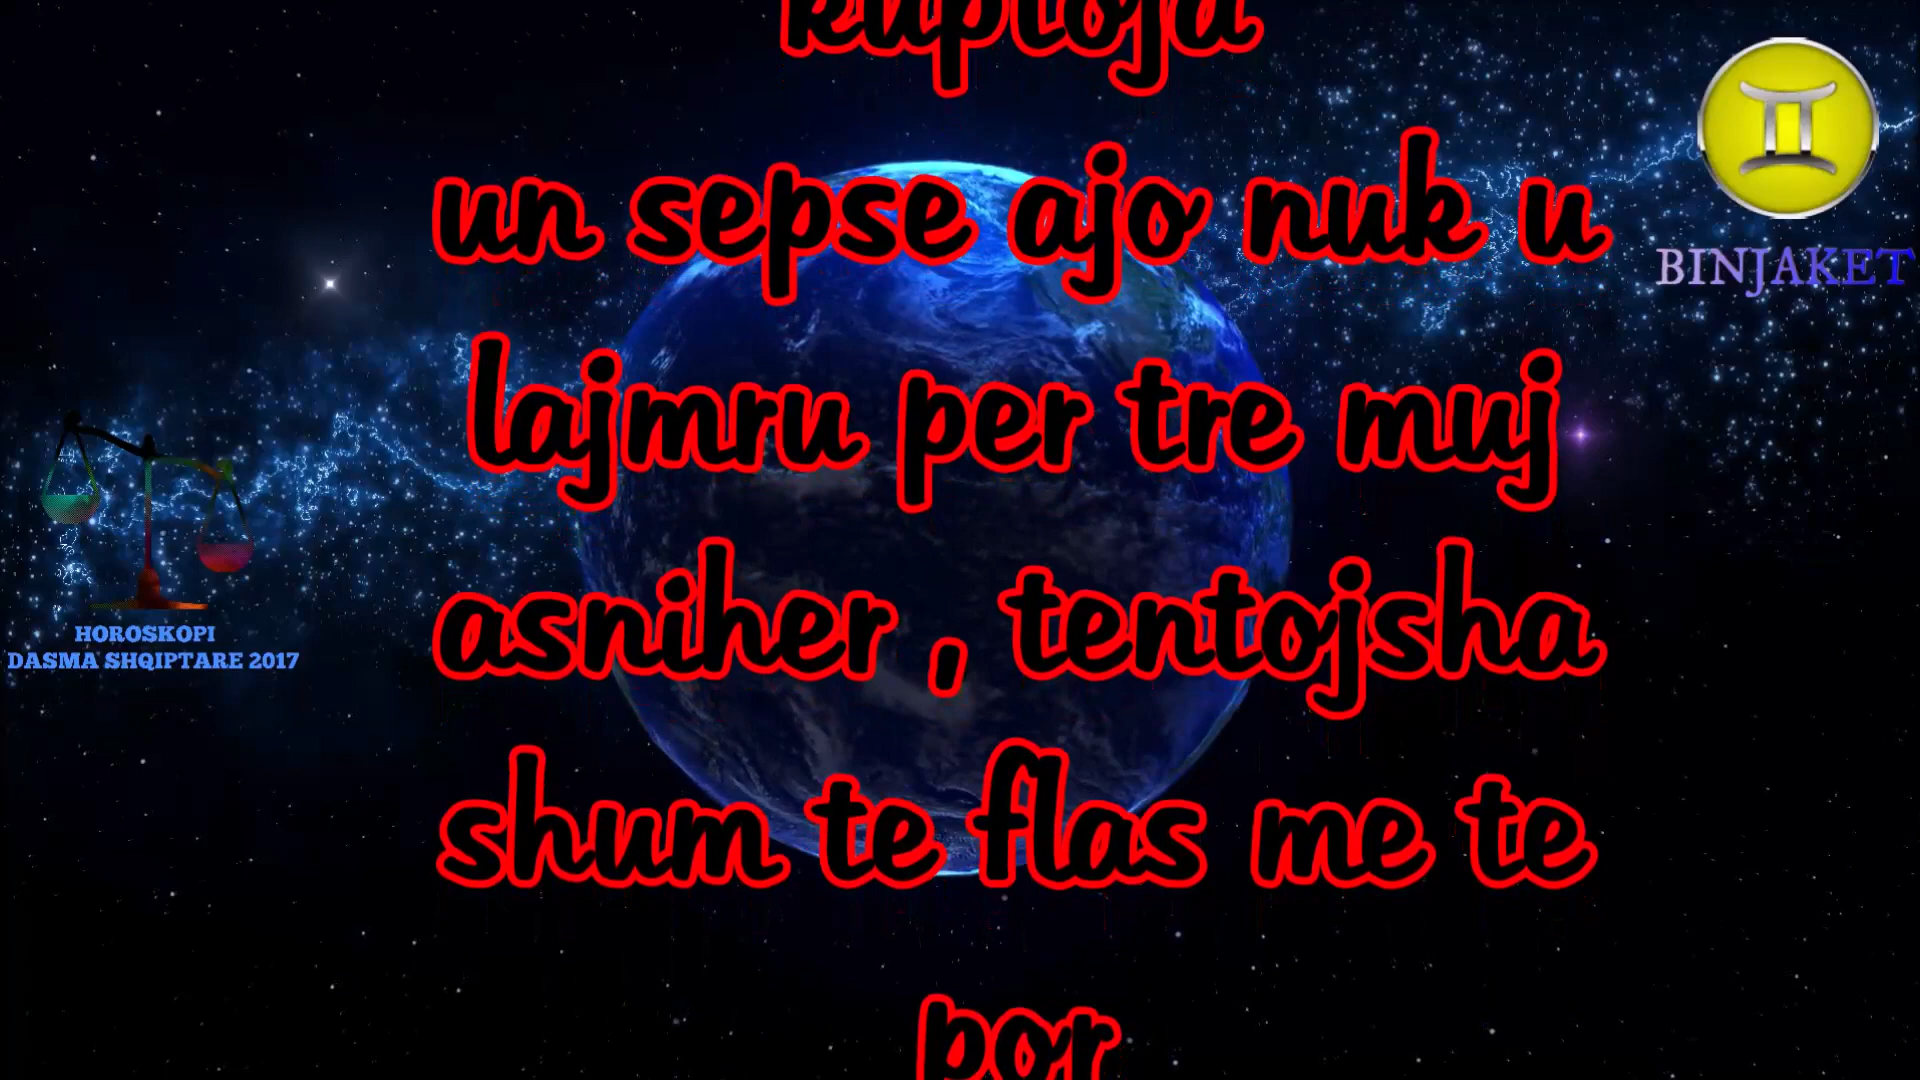 kuptoja
un sepse ajo nuk u
lajmru per tre muj
asniher , tentojsha
shum te flas me te
por
BINJAKET
HOROSKOPI
DASMA SHQIPTARE 2017